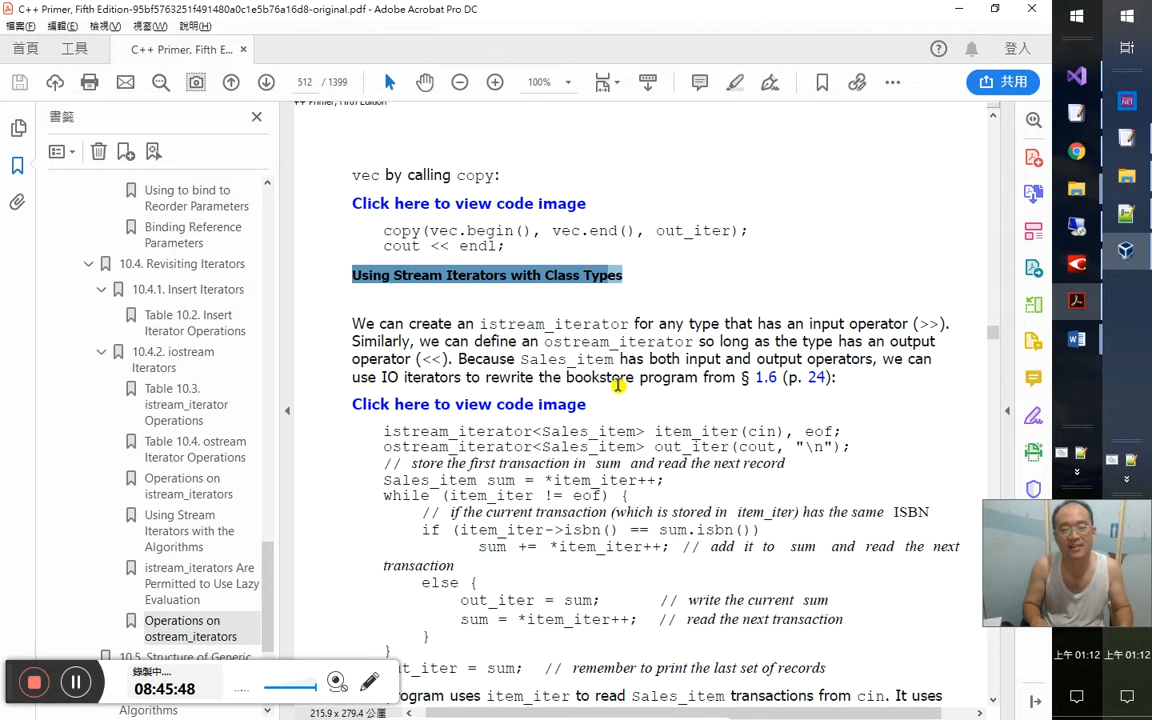 C++ Primer, Fifth Edition-95bf5763251f491480a0c1e5b76a16d8-original.pdf - Adobe Acrobat Pro DC
檔案(F) 編輯(E) 檢視(V) 視窗(W) 說明(H)
首頁 工具 C++ Primer, Fifth E... × 登入
512 / 1399 100% 共用
書籤
Using to bind to
Reorder Parameters
Binding Reference
Parameters
10.4. Revisiting Iterators
10.4.1. Insert Iterators
Table 10.2. Insert
Iterator Operations
10.4.2. iostream
Iterators
Table 10.3.
istream_iterator
Operations
Table 10.4. ostream
Iterator Operations
Operations on
istream_iterators
Using Stream
Iterators with the
Algorithms
istream_iterators Are
Permitted to Use Lazy
Evaluation
Operations on
ostream_iterators
10.5. Structure of Generic
Algorithms
++ Primer, Fifth Edition
vec by calling copy:
Click here to view code image
copy(vec.begin(), vec.end(), out_iter);
cout << endl;
Using Stream Iterators with Class Types
We can create an istream_iterator for any type that has an input operator (>>).
Similarly, we can define an ostream_iterator so long as the type has an output
operator (<<). Because Sales_item has both input and output operators, we can
use IO iterators to rewrite the bookstore program from § 1.6 (p. 24):
Click here to view code image
istream_iterator<Sales_item> item_iter(cin), eof;
ostream_iterator<Sales_item> out_iter(cout, "\n");
// store the first transaction in sum and read the next record
Sales_item sum = *item_iter++;
while (item_iter != eof) {
// if the current transaction (which is stored in item_iter) has the same ISBN
if (item_iter->isbn() == sum.isbn())
sum += *item_iter++; // add it to sum and read the next
transaction
else {
out_iter = sum; // write the current sum
sum = *item_iter++; // read the next transaction
}
}
t_iter = sum; // remember to print the last set of records
rogram uses item_iter to read Sales_item transactions from cin. It uses
215.9 x 279.4 公釐
錄製中....
08:45:48
.NET
上午 01:12 上午 01:12